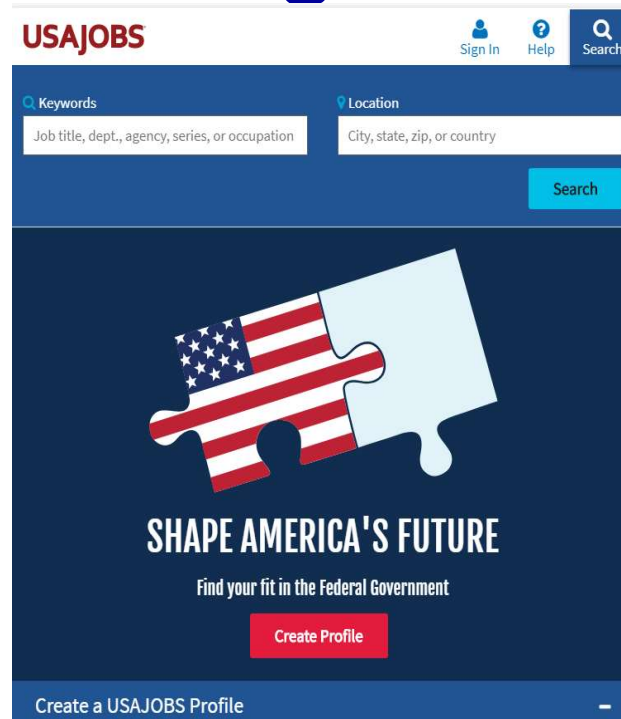 USAJOBS
Sign In
Help
Search
Keywords
Location
Job title, dept., agency, series, or occupation
City, state, zip, or country
Search
SHAPE AMERICA'S FUTURE
Find your fit in the Federal Government
Create Profile
Create a USAJOBS Profile